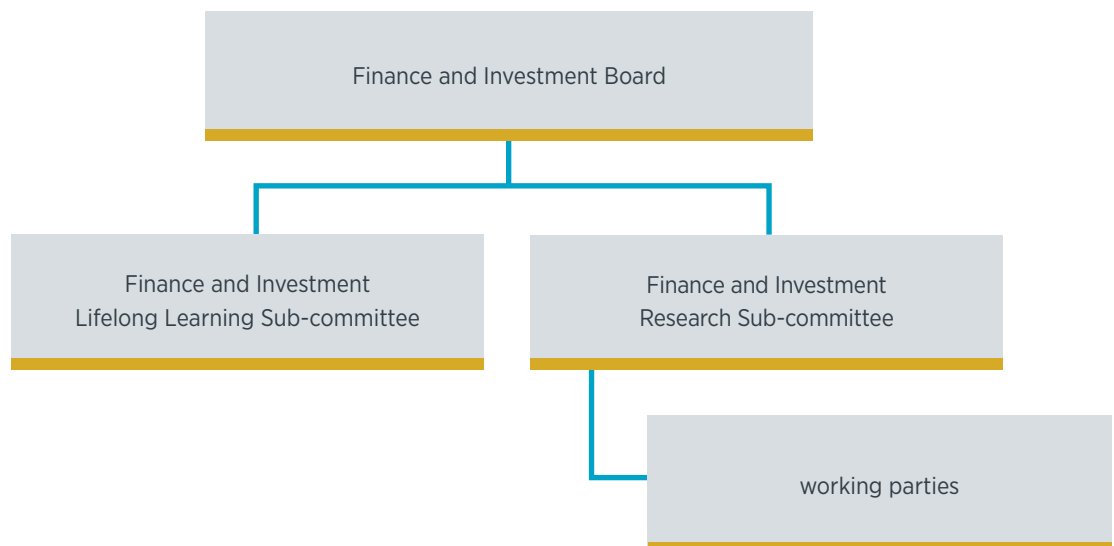 Finance and Investment Board
Finance and Investment
Lifelong Learning Sub-committee
Finance and Investment
Research Sub-committee
working parties